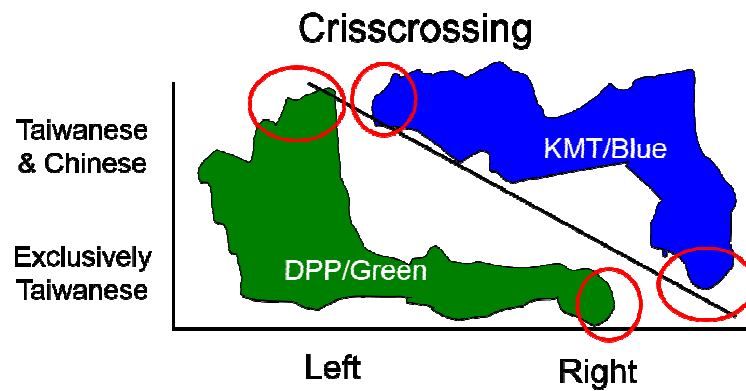 Crisscrossing
Taiwanese
& Chinese
KMT/Blue
Exclusively
Taiwanese
DPP/Green
Left
Right